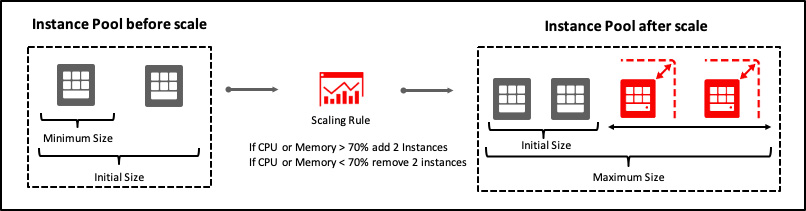 Instance Pool before scale
Minimum Size
Initial Size
Scaling Rule
If CPU or Memory > 70% add 2 Instances
If CPU or Memory < 70% remove 2 instances
Instance Pool after scale
Initial Size
Maximum Size